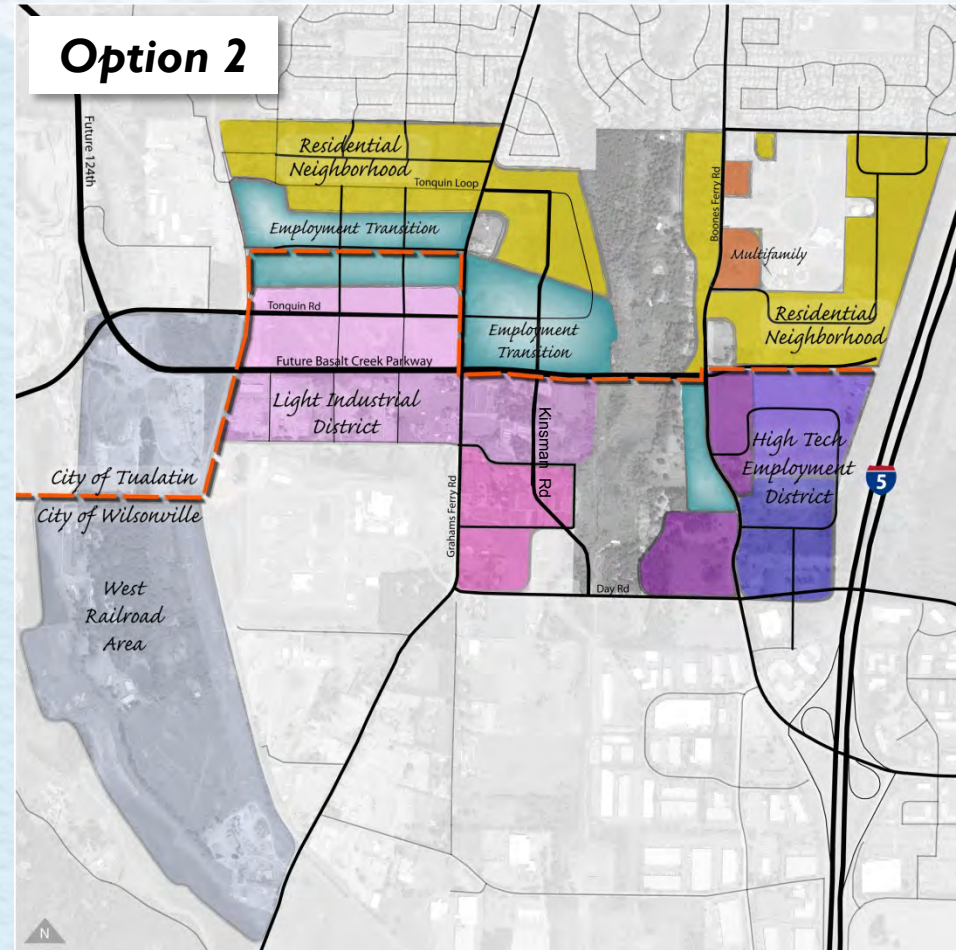 Option 2
Future 124th
Residential
Neighborhood
Tonquin Loop
Employment Transition
Boones Ferry Rd
Multifamily
Residential
Neighborhood
Tonquin Rd
Employment
Transition
Future Basalt Creek Parkway
Light Industrial
District
Kinsman Rd
High Tech
Employment
District
5
City of Tualatin
City of Wilsonville
Grahams Ferry Rd
West
Railroad
Area
Day Rd
N